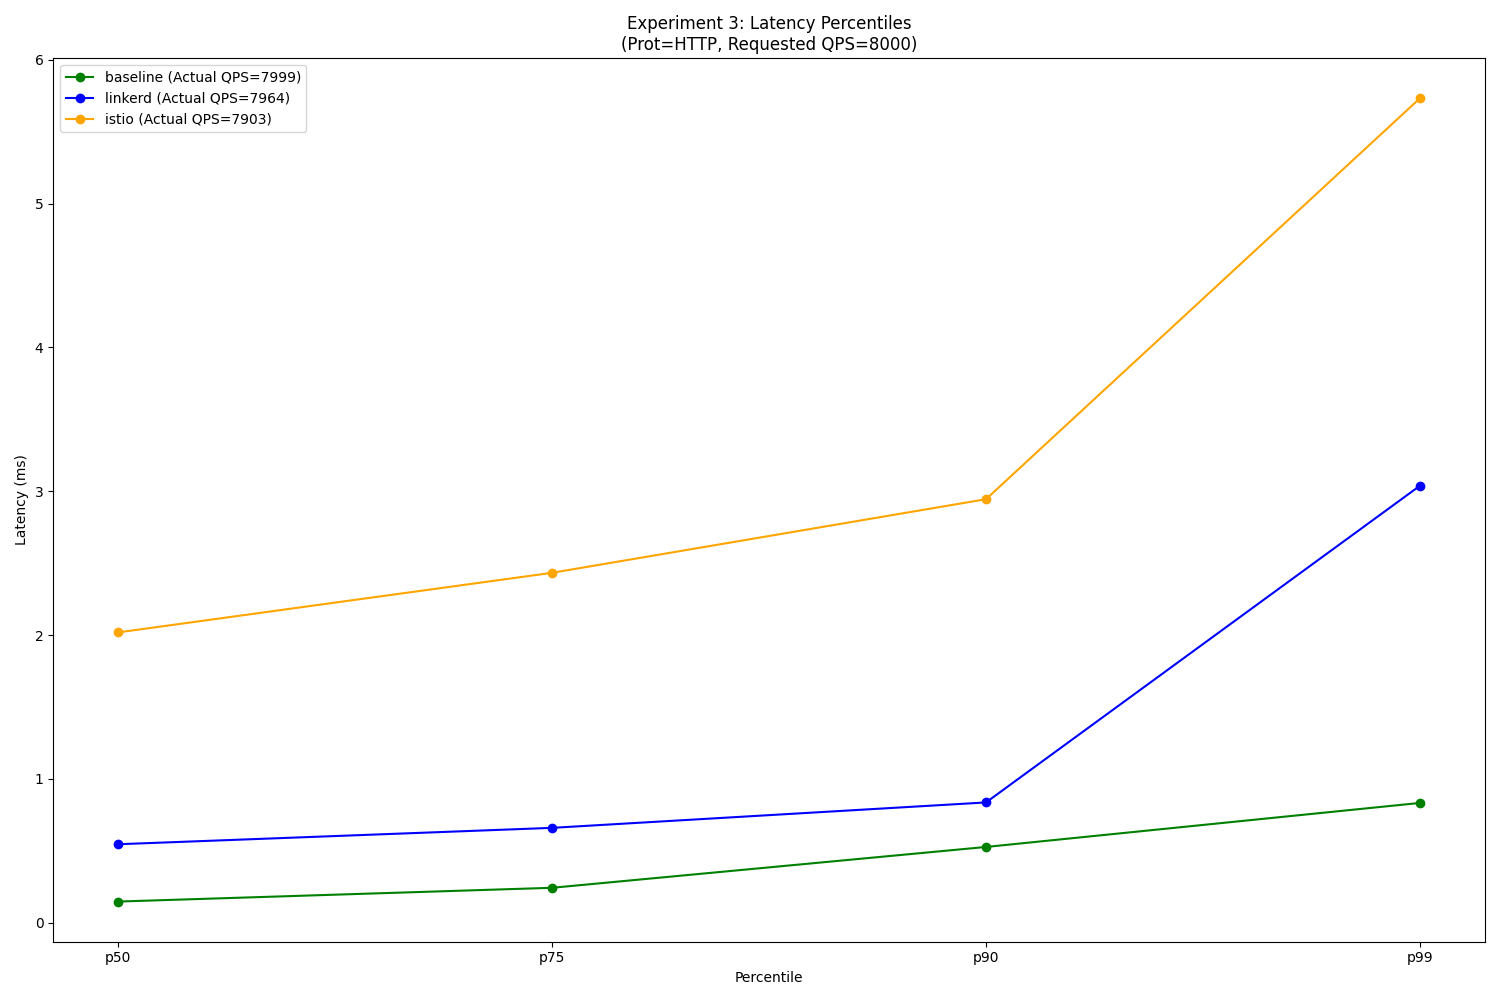 Experiment 3: Latency Percentiles
(Prot=HTTP, Requested QPS=8000)
baseline (Actual QPS=7999)
linkerd (Actual QPS=7964)
istio (Actual QPS=7903)
Latency (ms)
6
5
4
3
2
1
0
p50
p75
p90
p99
Percentile